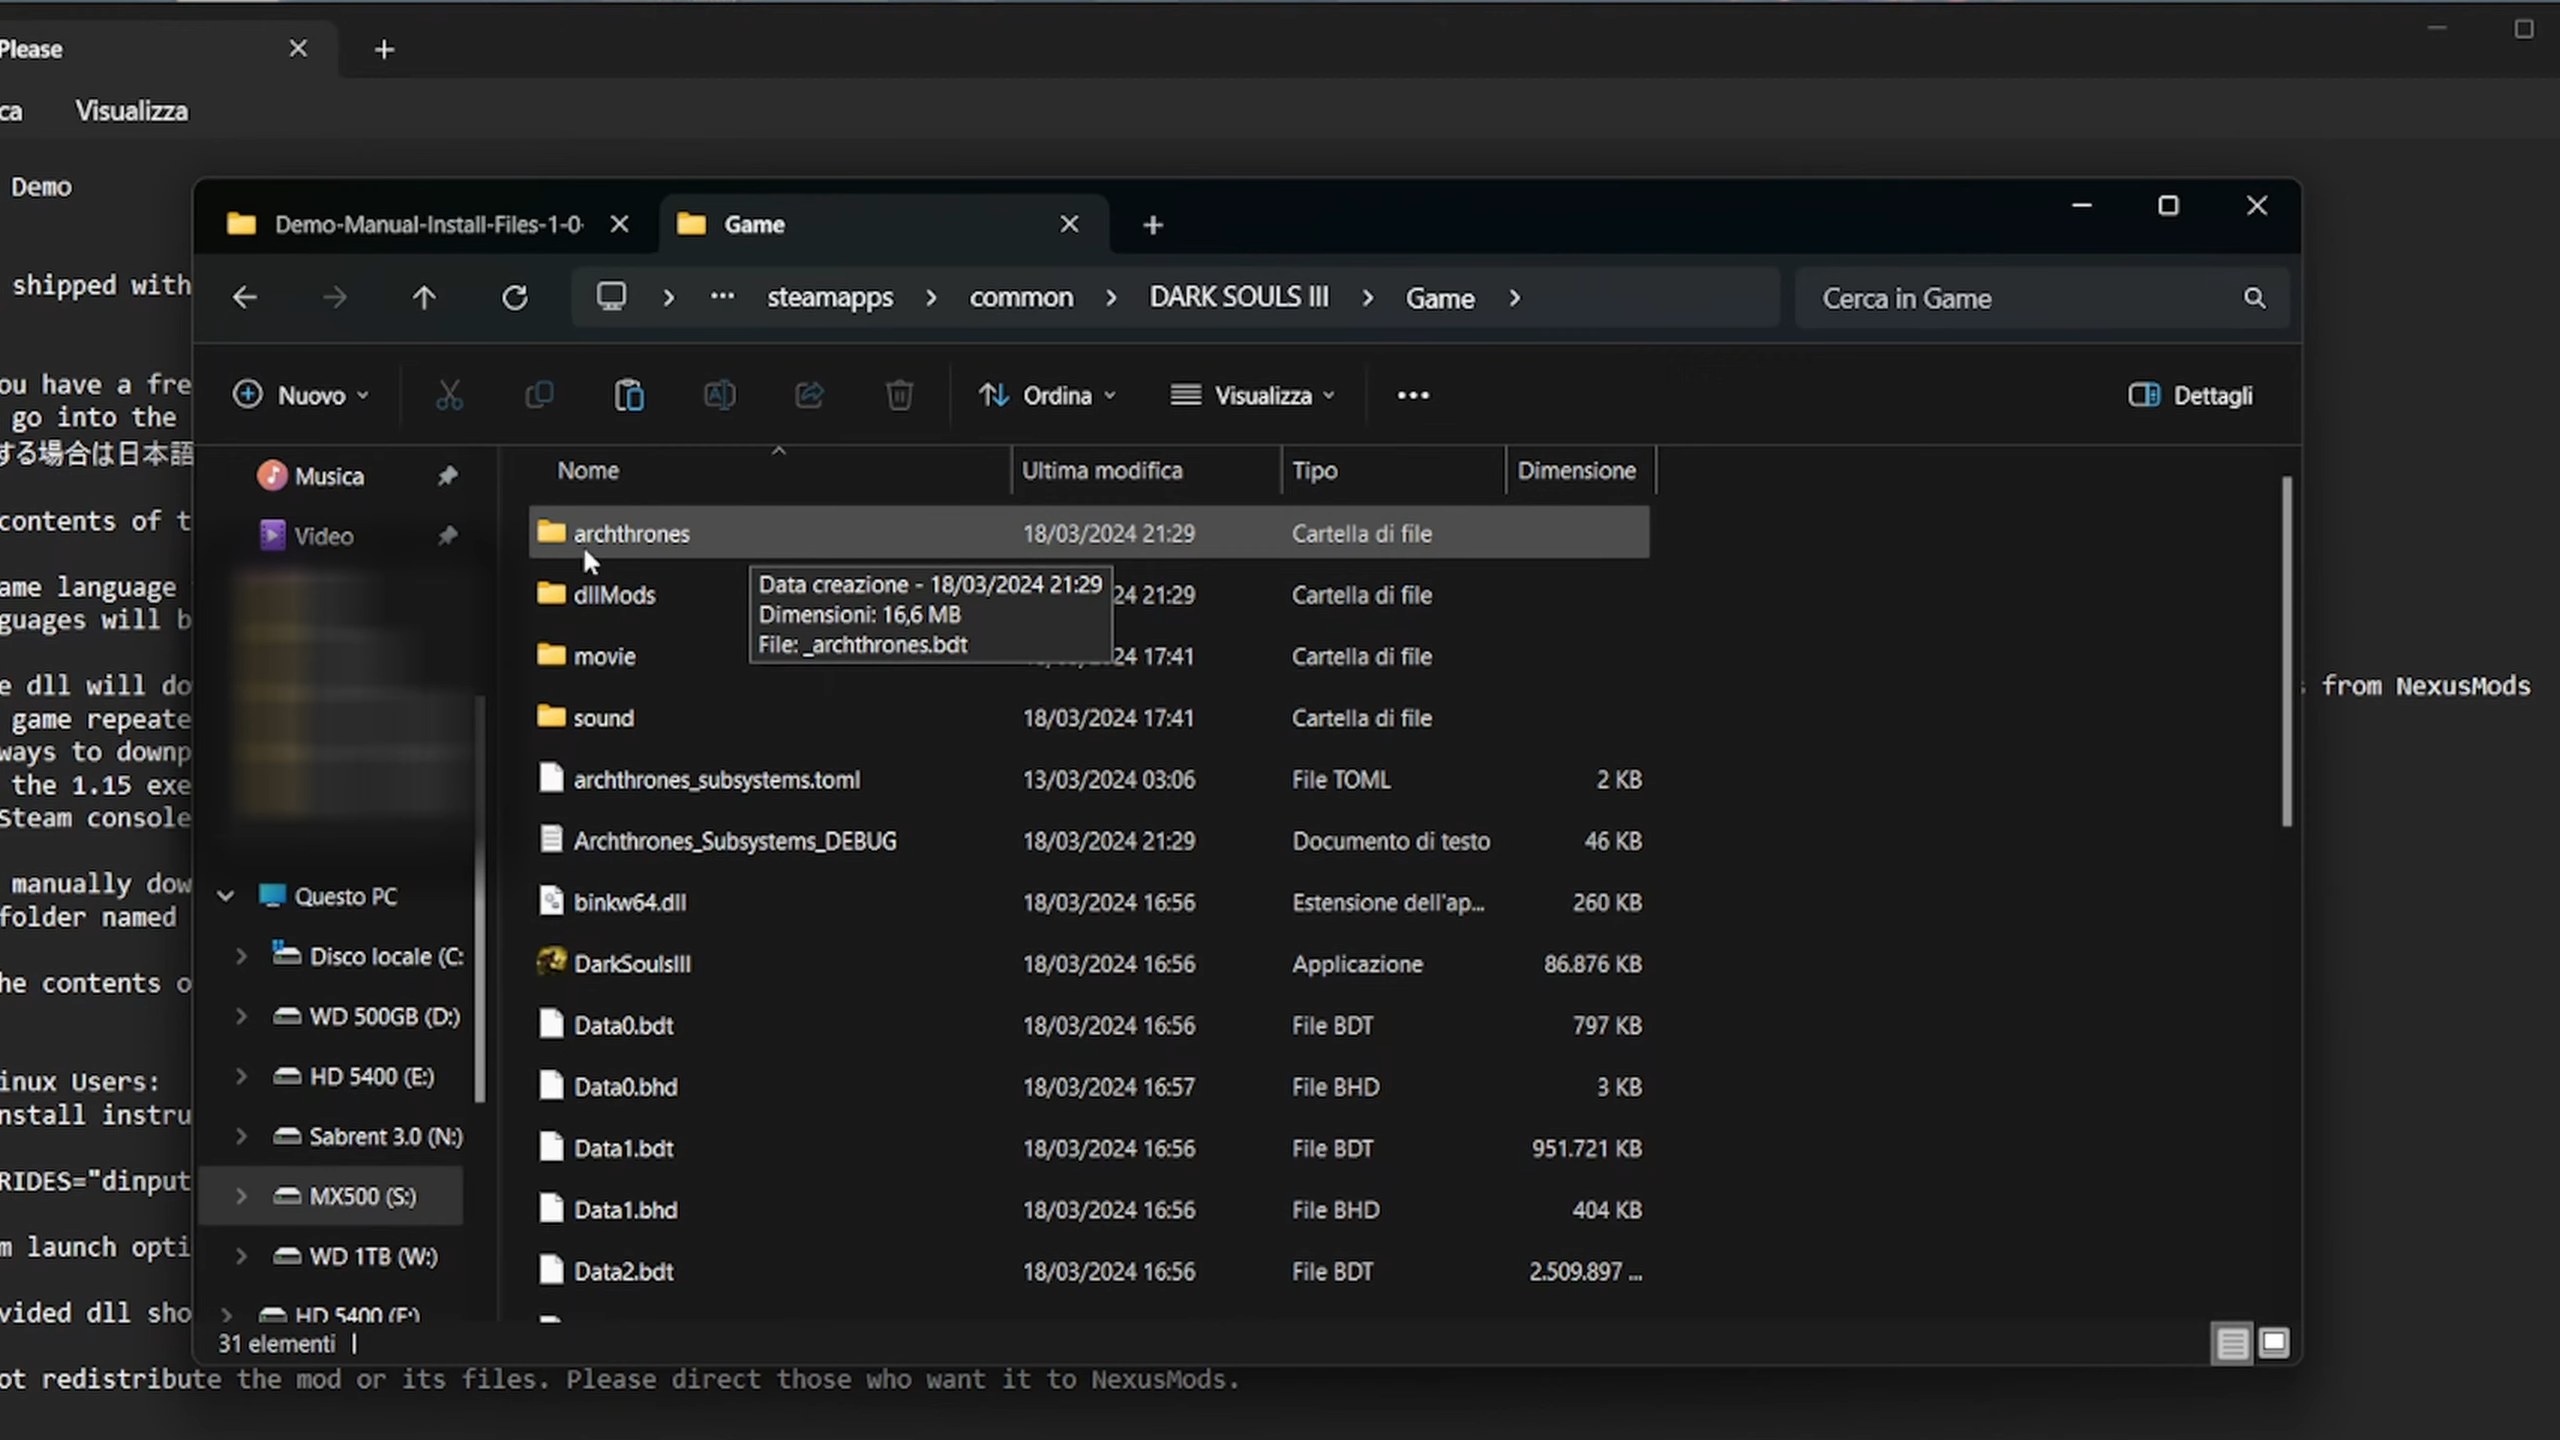 Please
ca Visualizza
Demo
shipped with
ou have a fre
go into the
する場合は日本語
contents of t
ame language
guages will b
e dll will do
from NexusMods
game repeate
ways to downp
the 1.15 exe
Steam console
manually dow
folder named
he contents o
inux Users:
nstall instru
RIDES="dinput
m launch opti
vided dll sho
ot redistribute the mod or its files. Please direct those who want it to NexusMods.
Demo-Manual-Install-Files-1-0-
Game
... steamapps > common > DARK SOULS III > Game >
Cerca in Game
Nuovo
Ordina
Visualizza
...
Dettagli
Musica
Video
Questo PC
Disco locale (C:
WD 500GB (D:)
HD 5400 (E:)
Sabrent 3.0 (N:)
MX500 (S:)
WD 1TB (W:)
HD 5400 (E:)
Nome Ultima modifica Tipo Dimensione
archthrones 18/03/2024 21:29 Cartella di file
Data creazione - 18/03/2024 21:29
Dimensioni: 16,6 MB
File: _archthrones.bdt
dllMods 24 21:29 Cartella di file
movie 24 17:41 Cartella di file
sound 18/03/2024 17:41 Cartella di file
archthrones_subsystems.toml 13/03/2024 03:06 File TOML 2 KB
Archthrones_Subsystems_DEBUG 18/03/2024 21:29 Documento di testo 46 KB
binkw64.dll 18/03/2024 16:56 Estensione dell'ap... 260 KB
DarkSoulsIII 18/03/2024 16:56 Applicazione 86.876 KB
Data0.bdt 18/03/2024 16:56 File BDT 797 KB
Data0.bhd 18/03/2024 16:57 File BHD 3 KB
Data1.bdt 18/03/2024 16:56 File BDT 951.721 KB
Data1.bhd 18/03/2024 16:56 File BHD 404 KB
Data2.bdt 18/03/2024 16:56 File BDT 2.509.897 ...
31 elementi